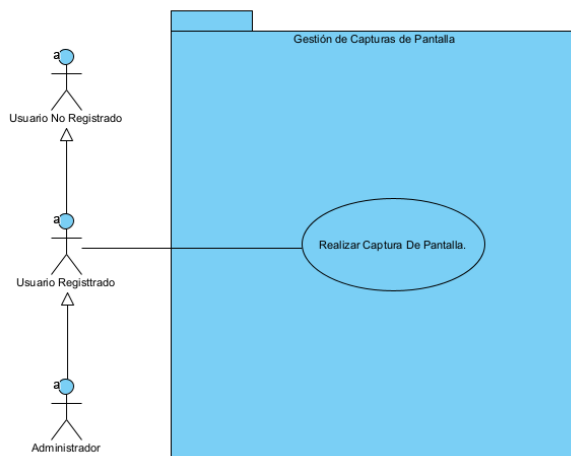 Gestión de Capturas de Pantalla
a
Usuario No Registrado
a
Realizar Captura De Pantalla.
Usuario Registtrado
a
Administrador